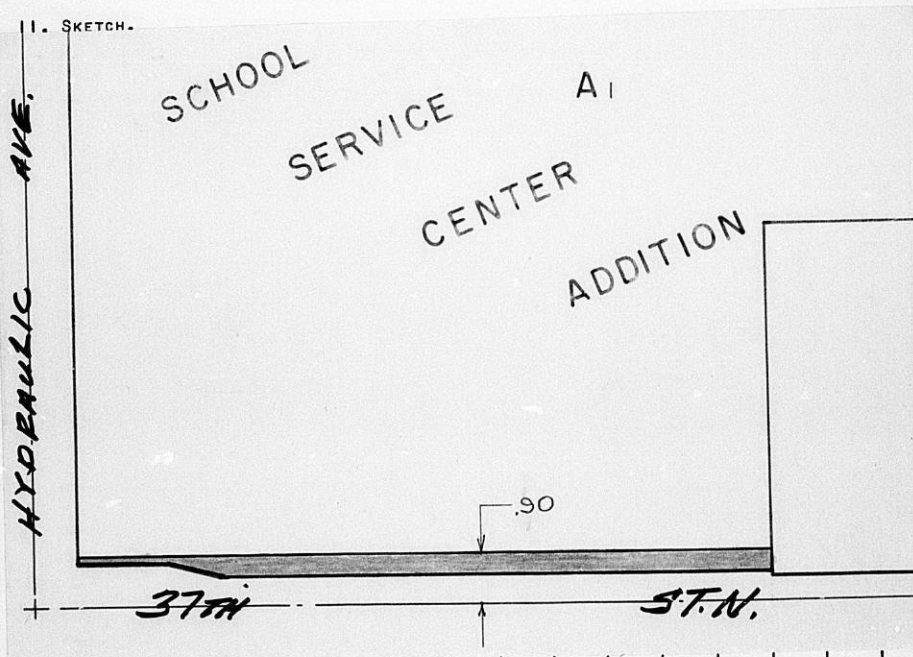 11. SKETCH.
SCHOOL
SERVICE
CENTER
ADDITION
A1
HYDRAULIC AVE.
.90
37TH ST. N.